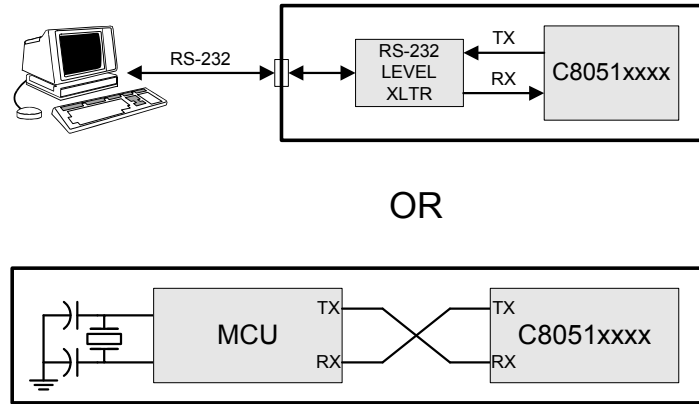 RS-232
RS-232
LEVEL
XLTR
TX
RX
C8051xxxx
OR
MCU
TX
RX
TX
RX
C8051xxxx